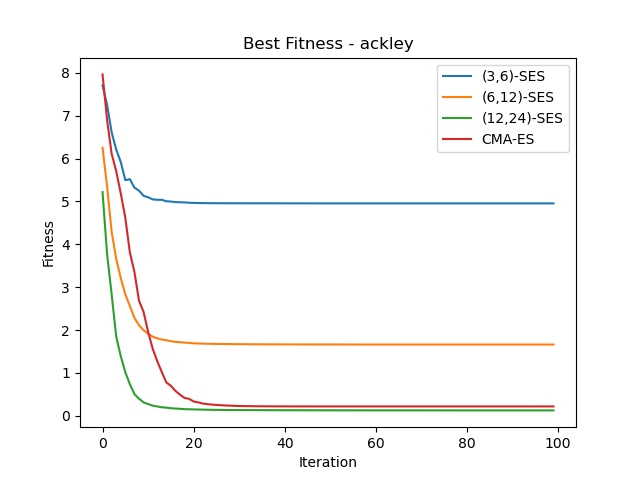 Best Fitness - ackley
Fitness
8
7
6
5
4
3
2
1
0
(3,6)-SES
(6,12)-SES
(12,24)-SES
CMA-ES
0
20
40
60
80
100
Iteration